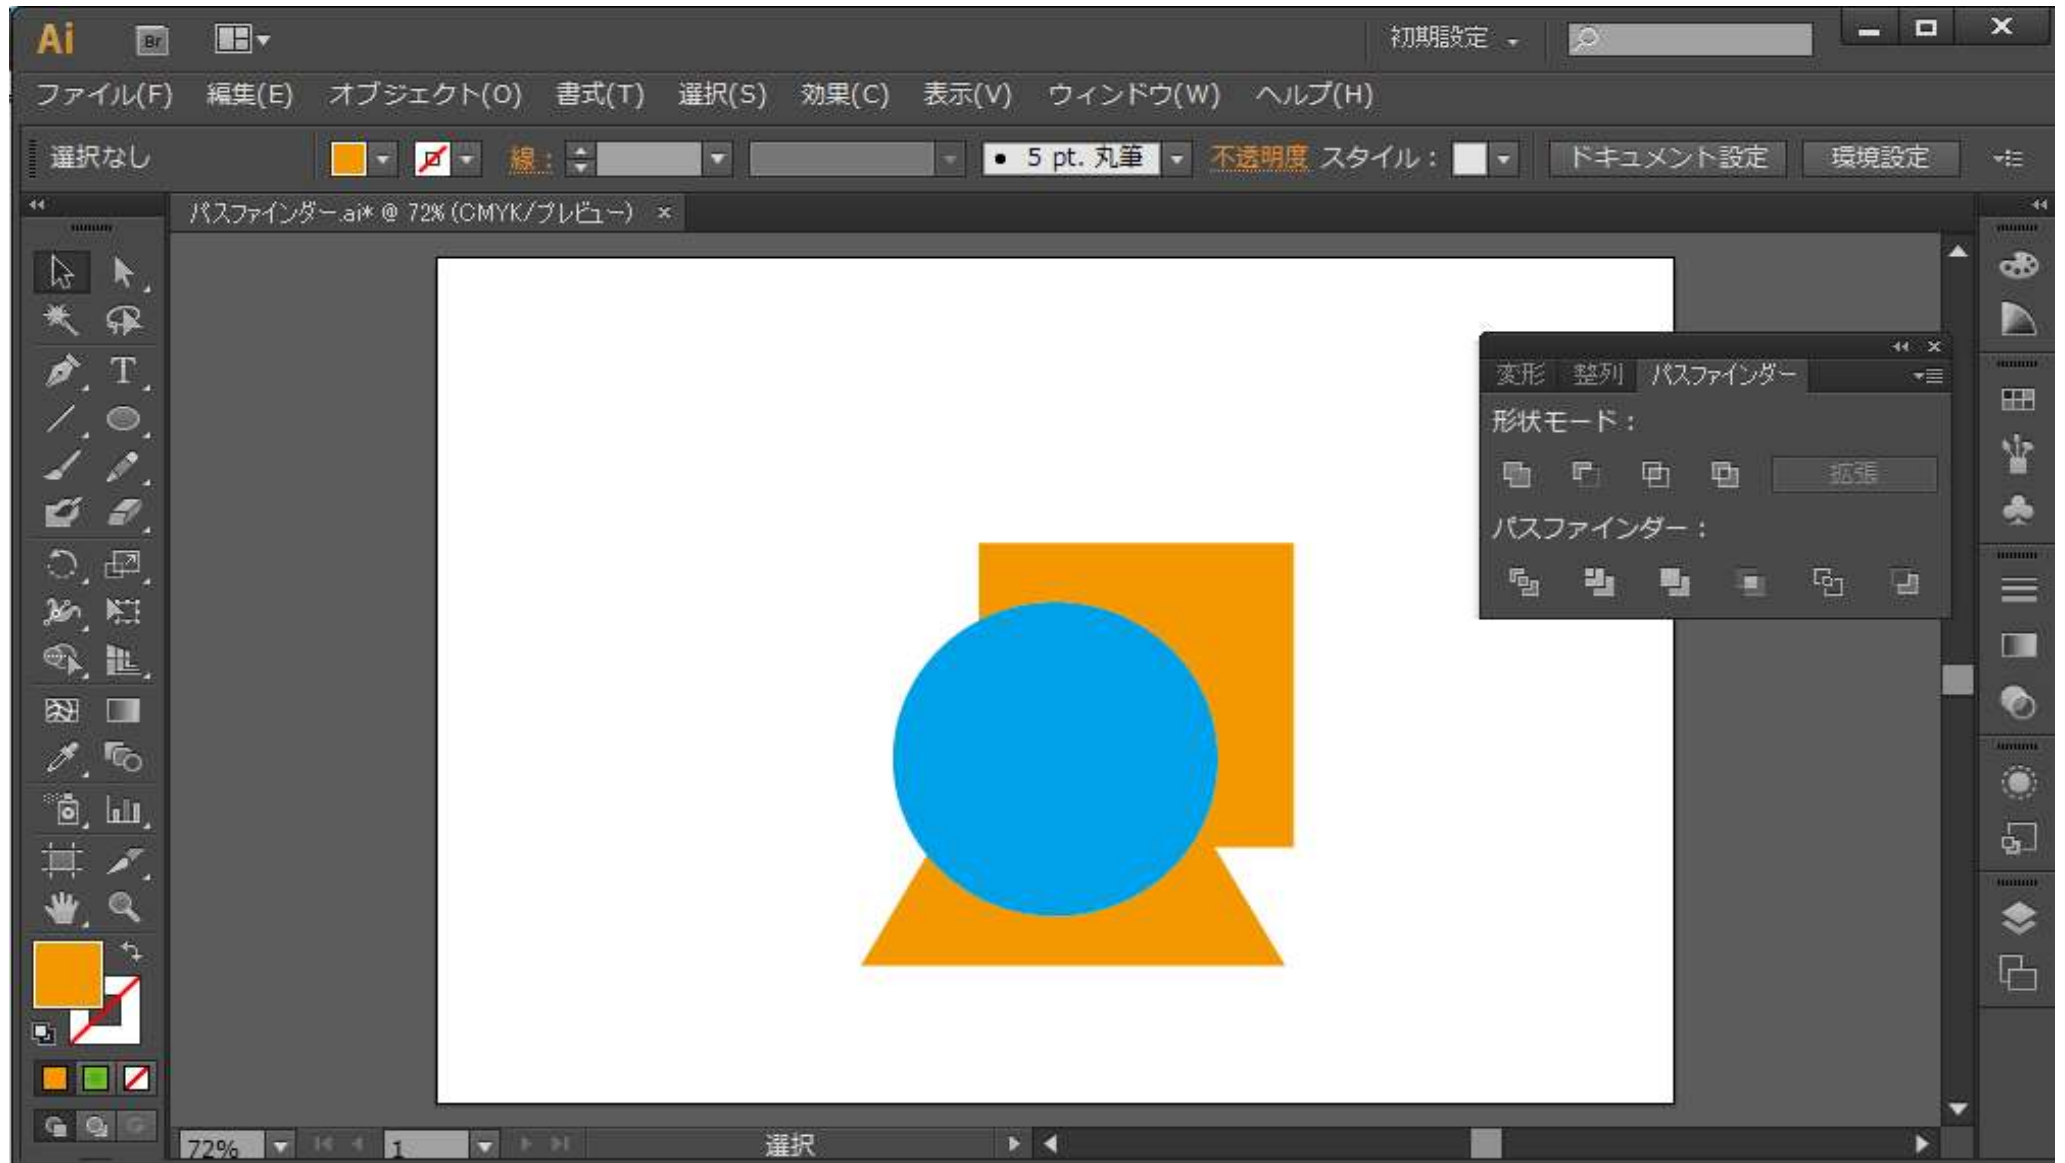 Ai Br 初期設定
ファイル(F) 編集(E) オブジェクト(O) 書式(T) 選択(S) 効果(C) 表示(V) ウィンドウ(W) ヘルプ(H)
選択なし 線： 5 pt. 丸筆 不透明度 スタイル： ドキュメント設定 環境設定
パスファインダー.ai* @ 72% (CMYK/プレビュー) ×
変形 整列 パスファインダー
形状モード：
拡張
パスファインダー：
T
72% 1 選択